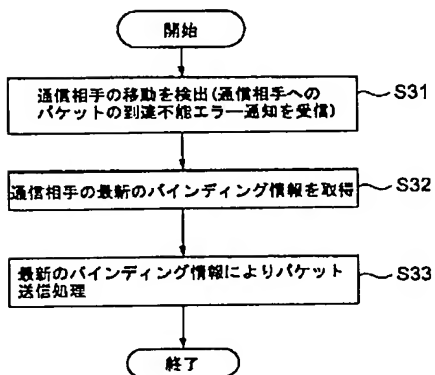 開始
通信相手の移動を検出(通信相手への
パケットの到達不能エラー通知を受信)
S31
通信相手の最新のバインディング情報を取得
S32
最新のバインディング情報によりパケット
送信処理
S33
終了